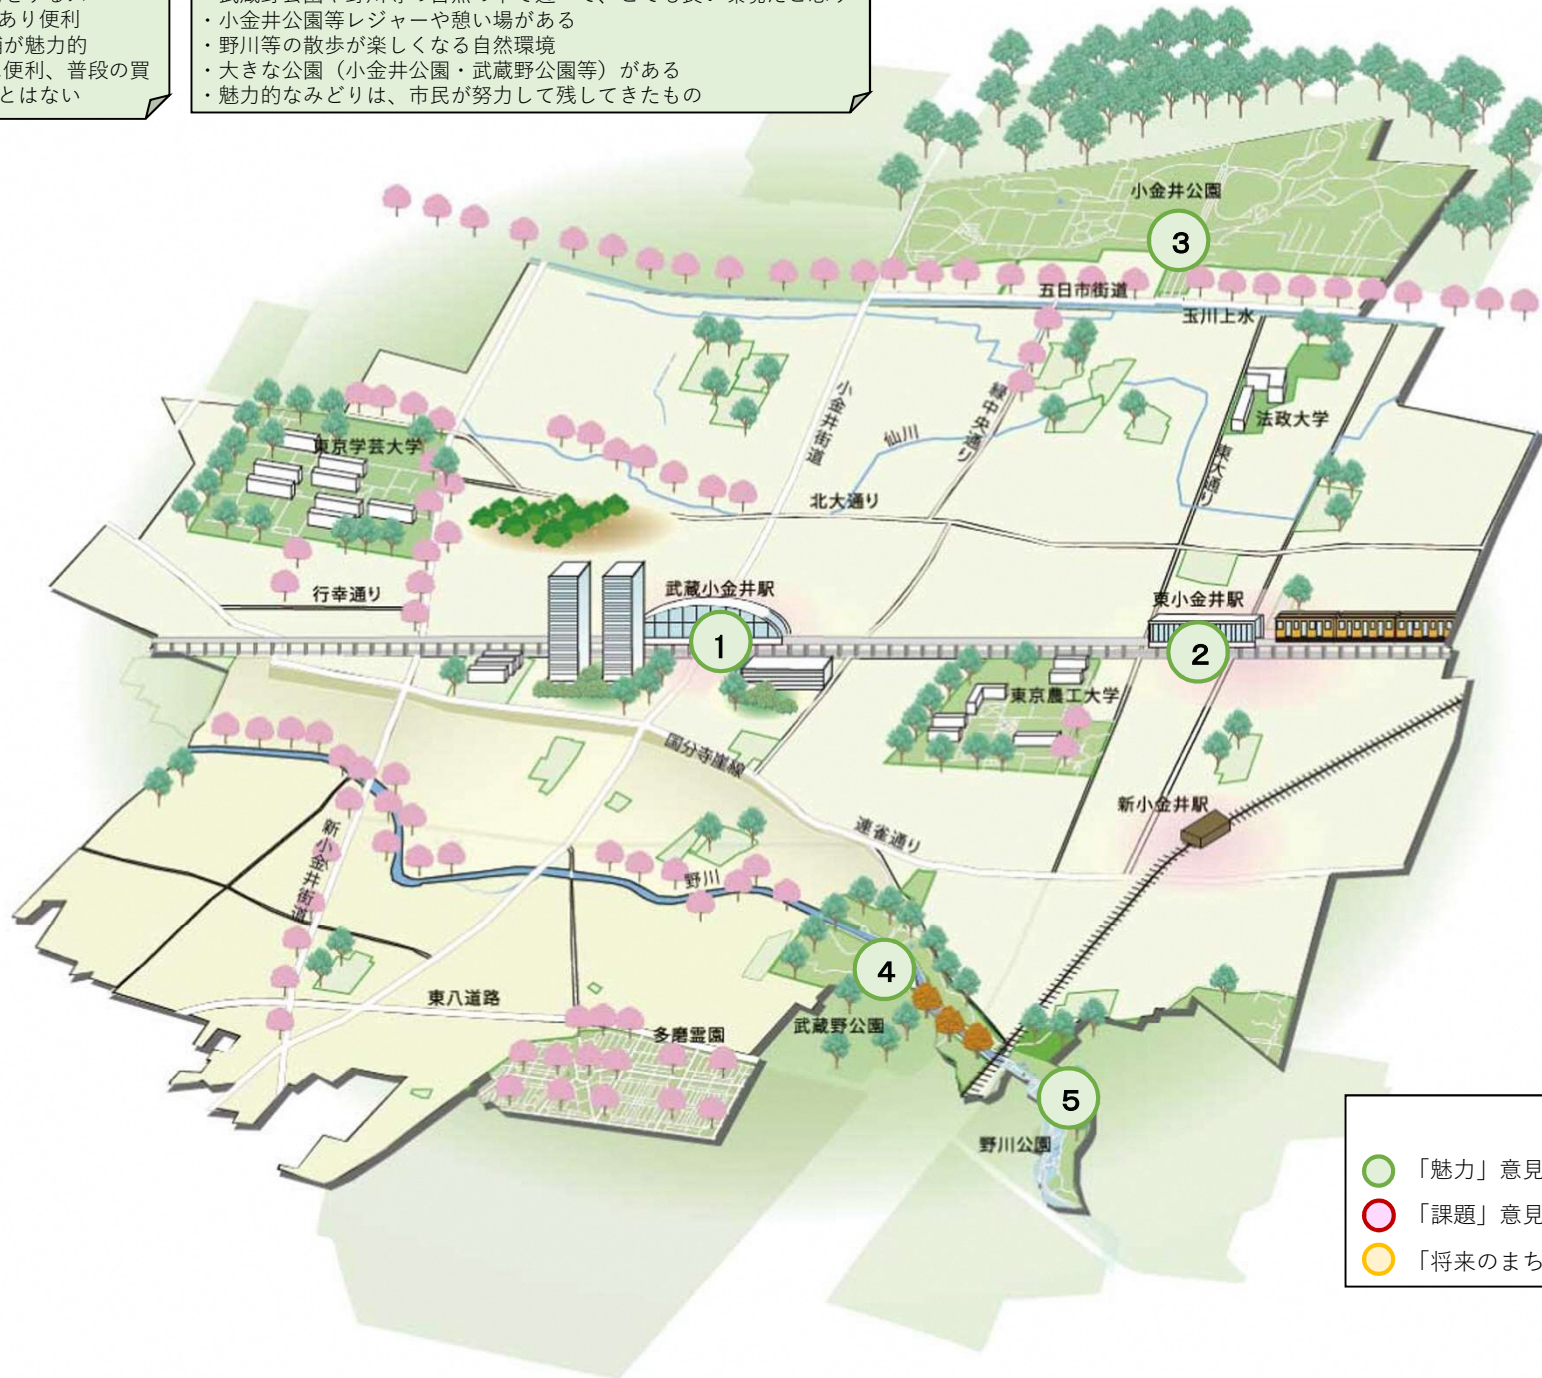 あり便利
が魅力的
便利、普段の買
とはない
・小金井公園等レジャーや憩い場がある
・野川等の散歩が楽しくなる自然環境
・大きな公園（小金井公園・武蔵野公園等）がある
・魅力的なみどりは、市民が努力して残してきたもの
小金井公園
3
五日市街道
玉川上水
小金井街道
緑中央通り
仙川
法政大学
東大通り
東京学芸大学
北大通り
行幸通り
武蔵小金井駅
1
東小金井駅
2
東京農工大学
国分寺崖線
新小金井駅
連雀通り
新小金井街道
野川
4
武蔵野公園
東八道路
多磨霊園
5
野川公園
「魅力」意見
「課題」意見
「将来のまち